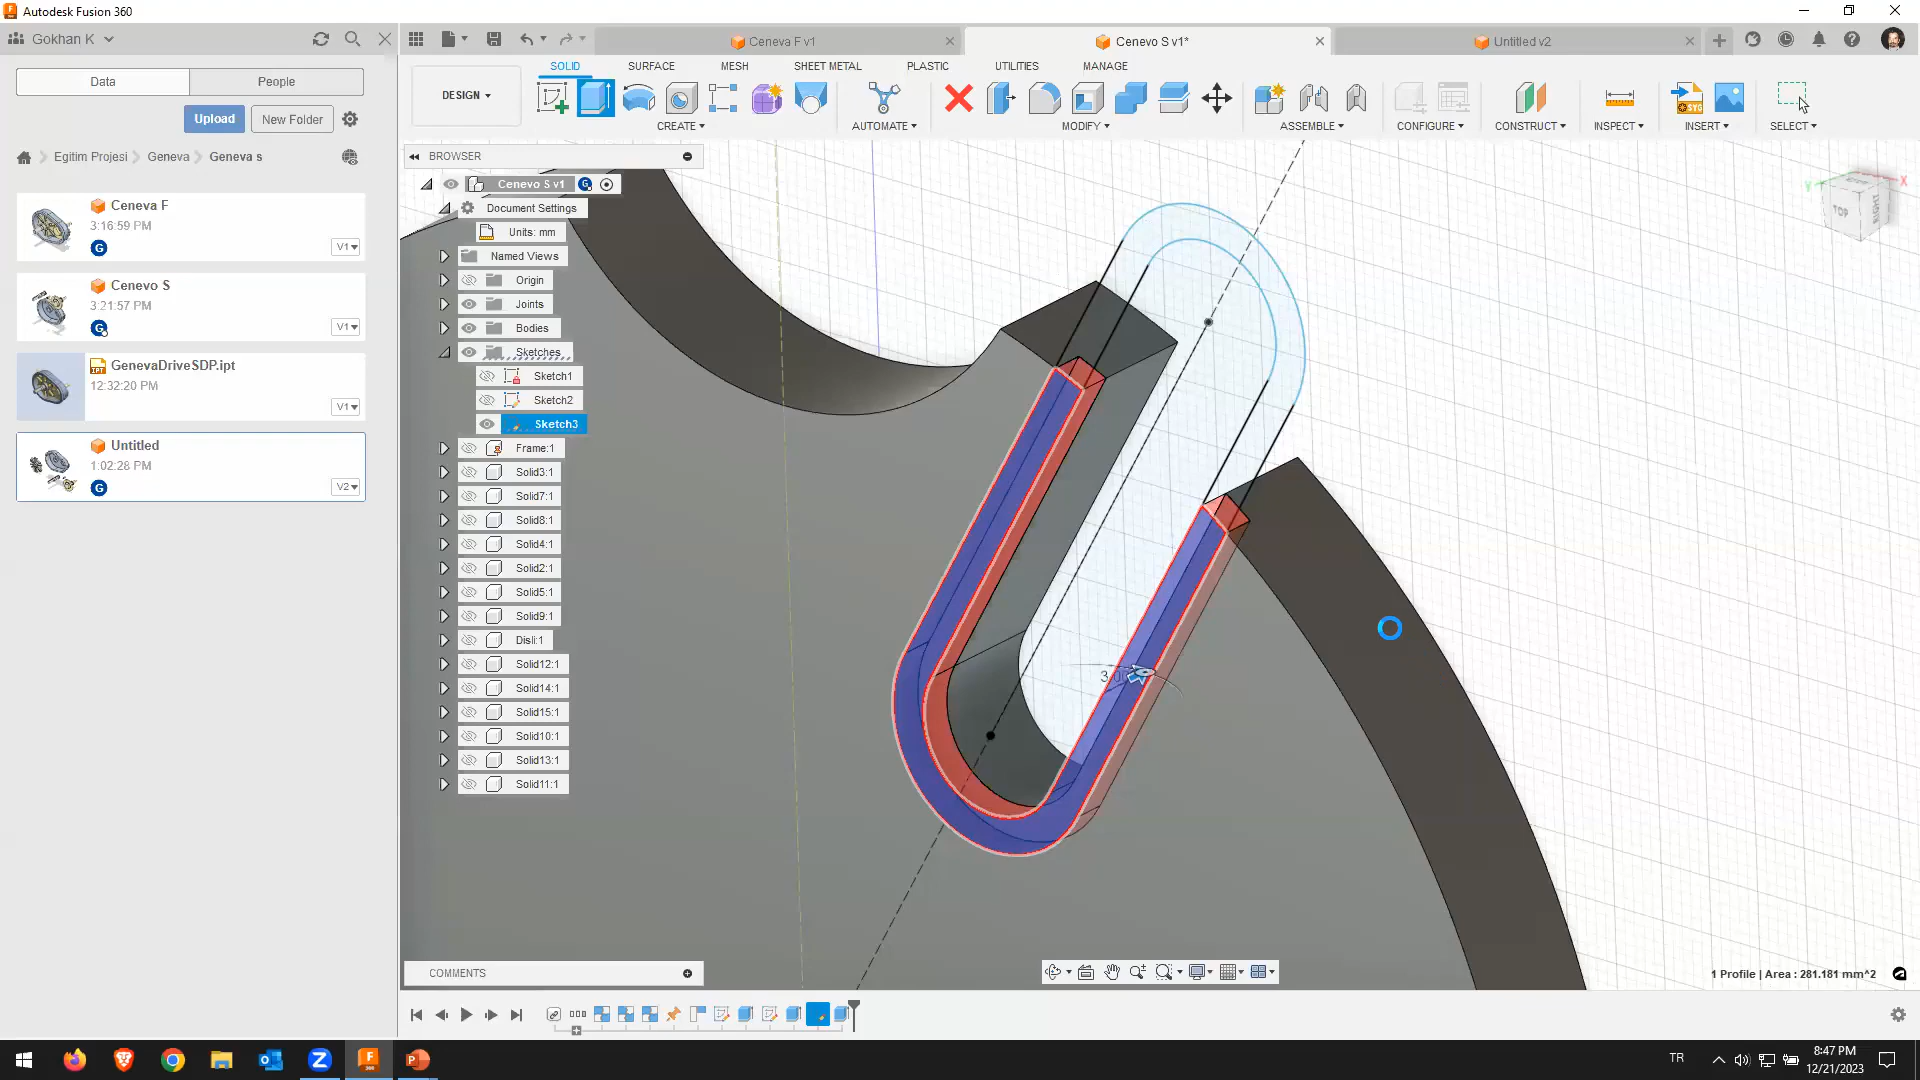 Autodesk Fusion 360
Gokhan K
Ceneva F v1
Cenevo S v1*
Untitled v2
Data
People
SOLID
SURFACE
MESH
SHEET METAL
PLASTIC
UTILITIES
MANAGE
DESIGN
Upload
New Folder
CREATE
AUTOMATE
MODIFY
ASSEMBLE
CONFIGURE
CONSTRUCT
INSPECT
INSERT
SELECT
Egitim Projesi
Geneva
Geneva s
BROWSER
Cenevo S v1
Document Settings
Units: mm
Named Views
Origin
Joints
Bodies
Sketches
Sketch1
Sketch2
Sketch3
Frame:1
Solid3:1
Solid7:1
Solid8:1
Solid4:1
Solid2:1
Solid5:1
Solid9:1
Disli:1
Solid12:1
Solid14:1
Solid15:1
Solid10:1
Solid13:1
Solid11:1
Ceneva F
3:16:59 PM
G
V1
Cenevo S
3:21:57 PM
G
V1
GenevaDriveSDP.ipt
12:32:20 PM
V1
Untitled
1:02:28 PM
G
V2
TOP
RIGHT
X
Y
COMMENTS
1 Profile | Area : 281.181 mm^2
TR
8:47 PM
12/21/2023